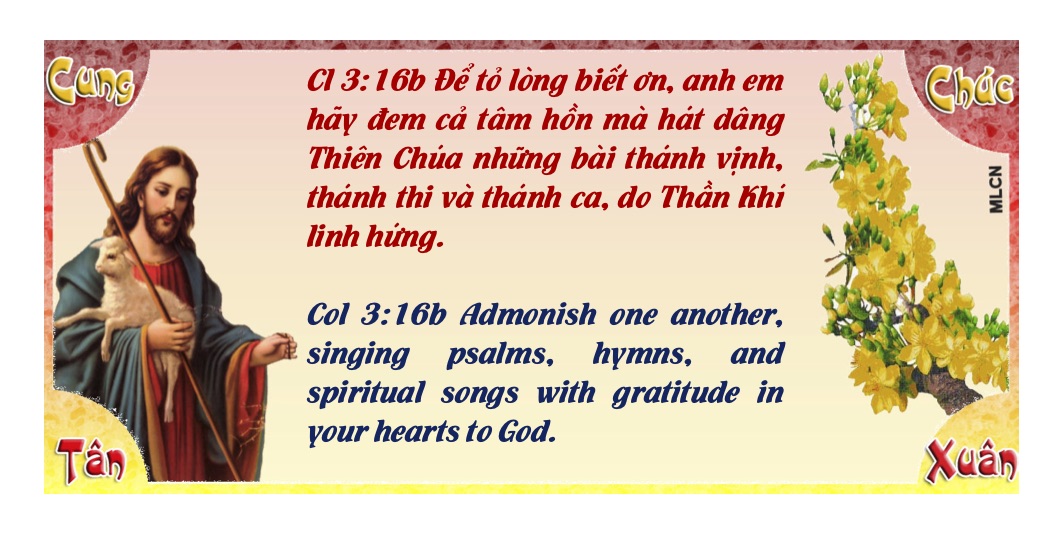 Cung
Chúc
Cl 3:16b Để tỏ lòng biết ơn, anh em
hãy đem cả tâm hồn mà hát dâng
Thiên Chúa những bài thánh vịnh,
thánh thi và thánh ca, do Thần Khí
linh hứng.
MLCN
Col 3:16b Admonish one another,
singing psalms, hymns, and
spiritual songs with gratitude in
your hearts to God.
Tân
Xuân